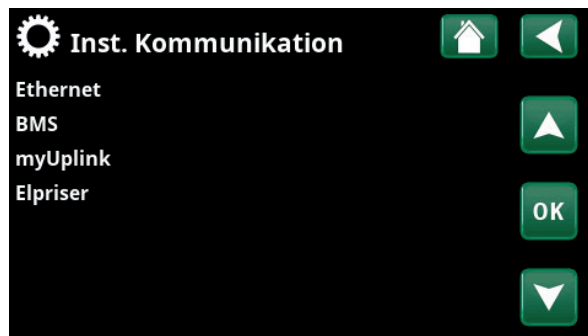 Inst. Kommunikation
Ethernet
BMS
myUplink
Elpriser
OK